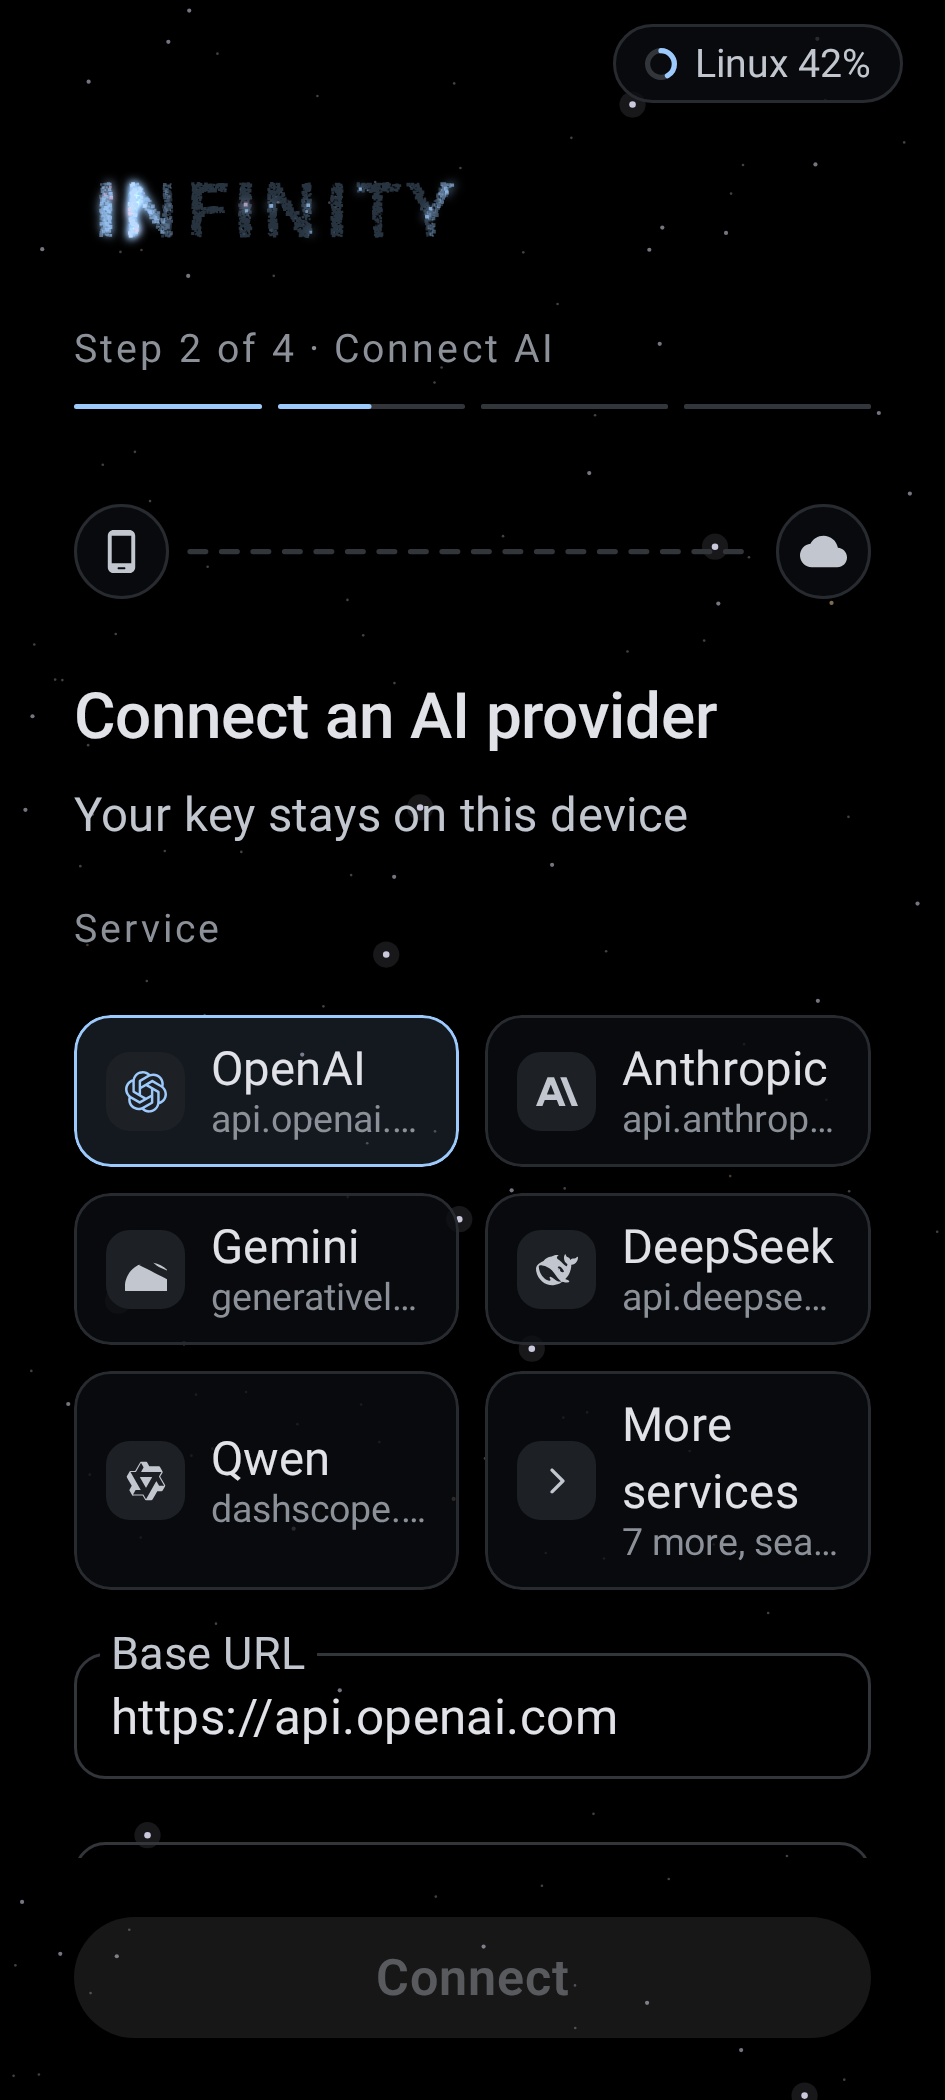 Linux 42%
INFINITY
Step 2 of 4 · Connect AI
Connect an AI provider
Your key stays on this device
Service
OpenAI
api.openai.…
Anthropic
api.anthrop…
Gemini
generativel…
DeepSeek
api.deepse…
Qwen
dashscope.…
More
services
7 more, sea…
Base URL
https://api.openai.com
Connect